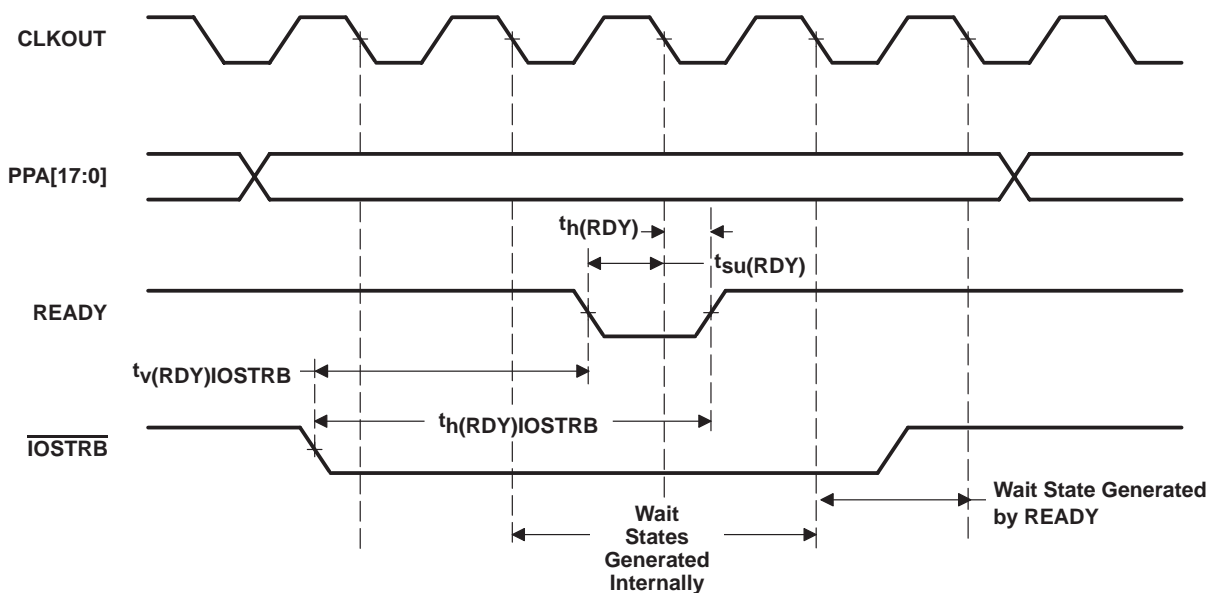 CLKOUT
PPA[17:0]
th(RDY)
tsu(RDY)
READY
tv(RDY)IOSTRB
th(RDY)IOSTRB
IOSTRB
Wait State Generated
by READY
Wait
States
Generated
Internally